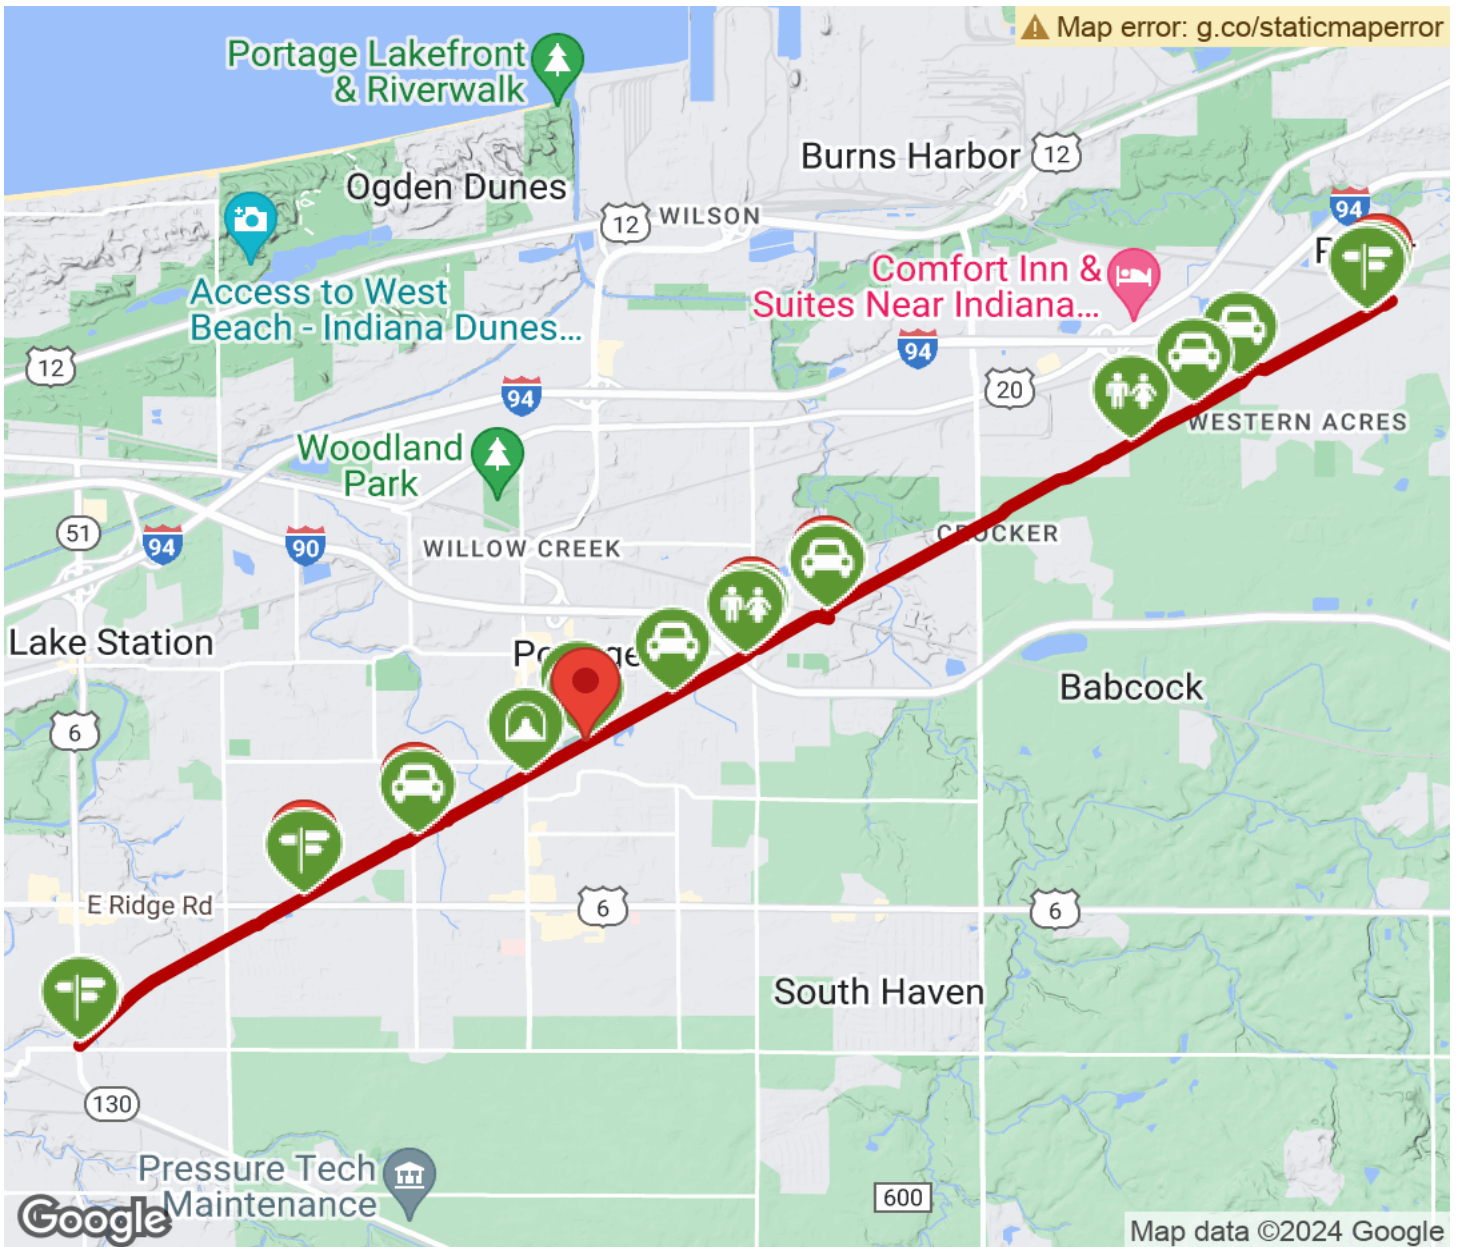 Map error: g.co/staticmaperror
Portage Lakefront
& Riverwalk
Burns Harbor
12
Ogden Dunes
94
12
WILSON
Comfort Inn &
Suites Near Indiana...
Access to West
Beach - Indiana Dunes...
12
94
20
94
WESTERN ACRES
Woodland
Park
51
94
90
WILLOW CREEK
CROCKER
Lake Station
Babcock
6
E Ridge Rd
6
6
South Haven
130
Pressure Tech
Maintenance
600
Google
Map data ©2024 Google